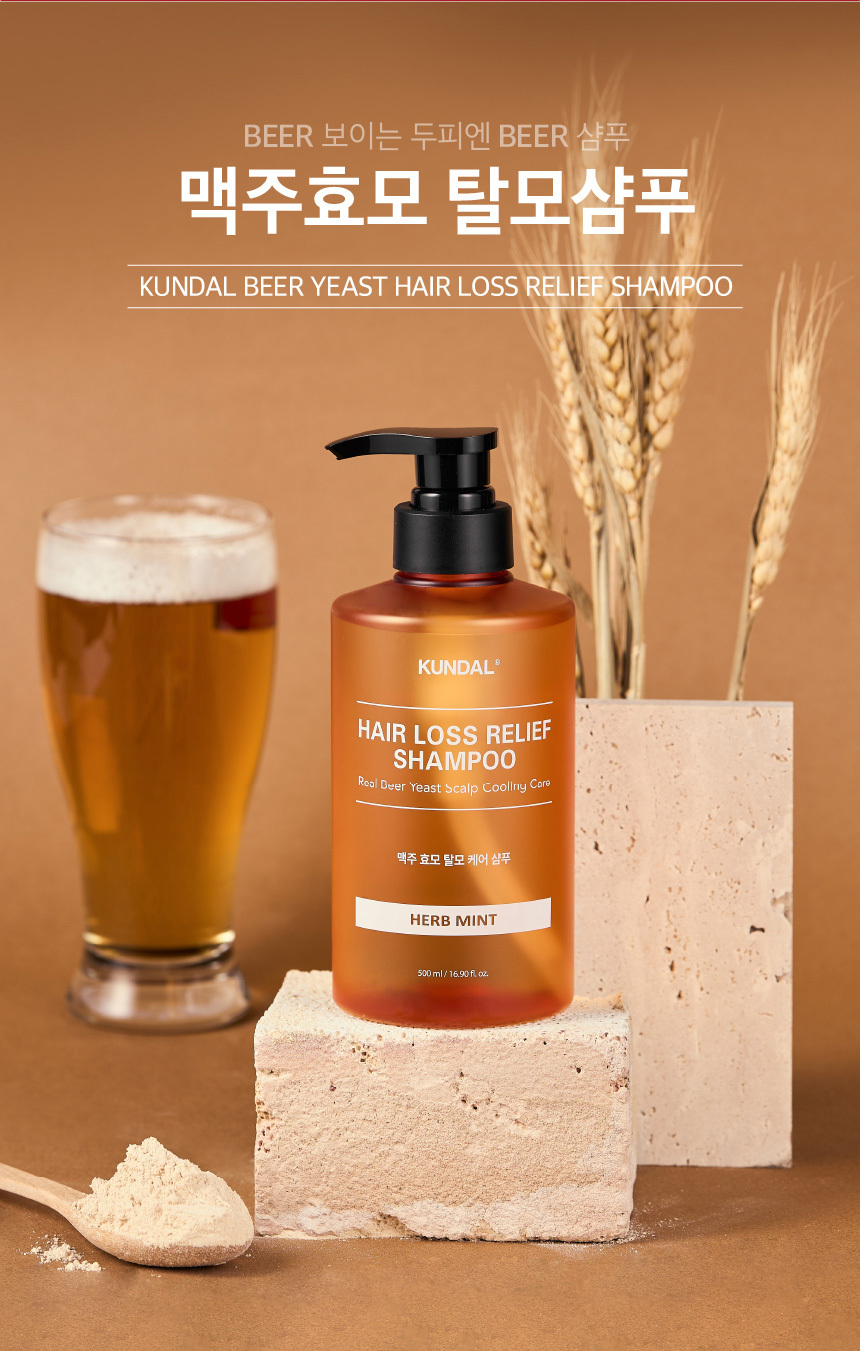 BEER 보이는 두피엔 BEER 샴푸
맥주효모 탈모샴푸
KUNDAL BEER YEAST HAIR LOSS RELIEF SHAMPOO
KUNDAL®
HAIR LOSS RELIEF
SHAMPOO
Real Beer Yeast Scalp Cooling Care
맥주 효모 탈모 케어 샴푸
HERB MINT
500 ml / 16.90 fl. oz.